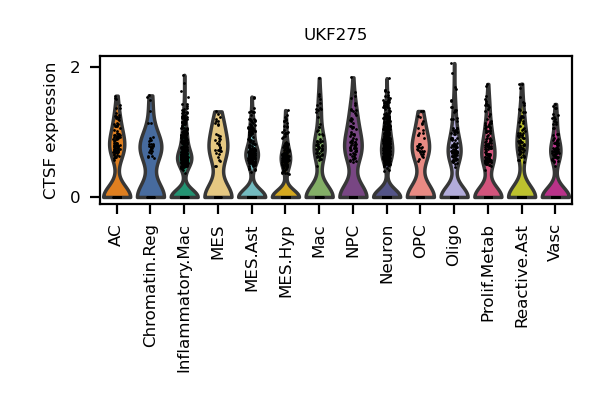 UKF275
CTSF expression
2
0
AC
Chromatin.Reg
Inflammatory.Mac
MES
MES.Ast
MES.Hyp
Mac
NPC
Neuron
OPC
Oligo
Prolif.Metab
Reactive.Ast
Vasc